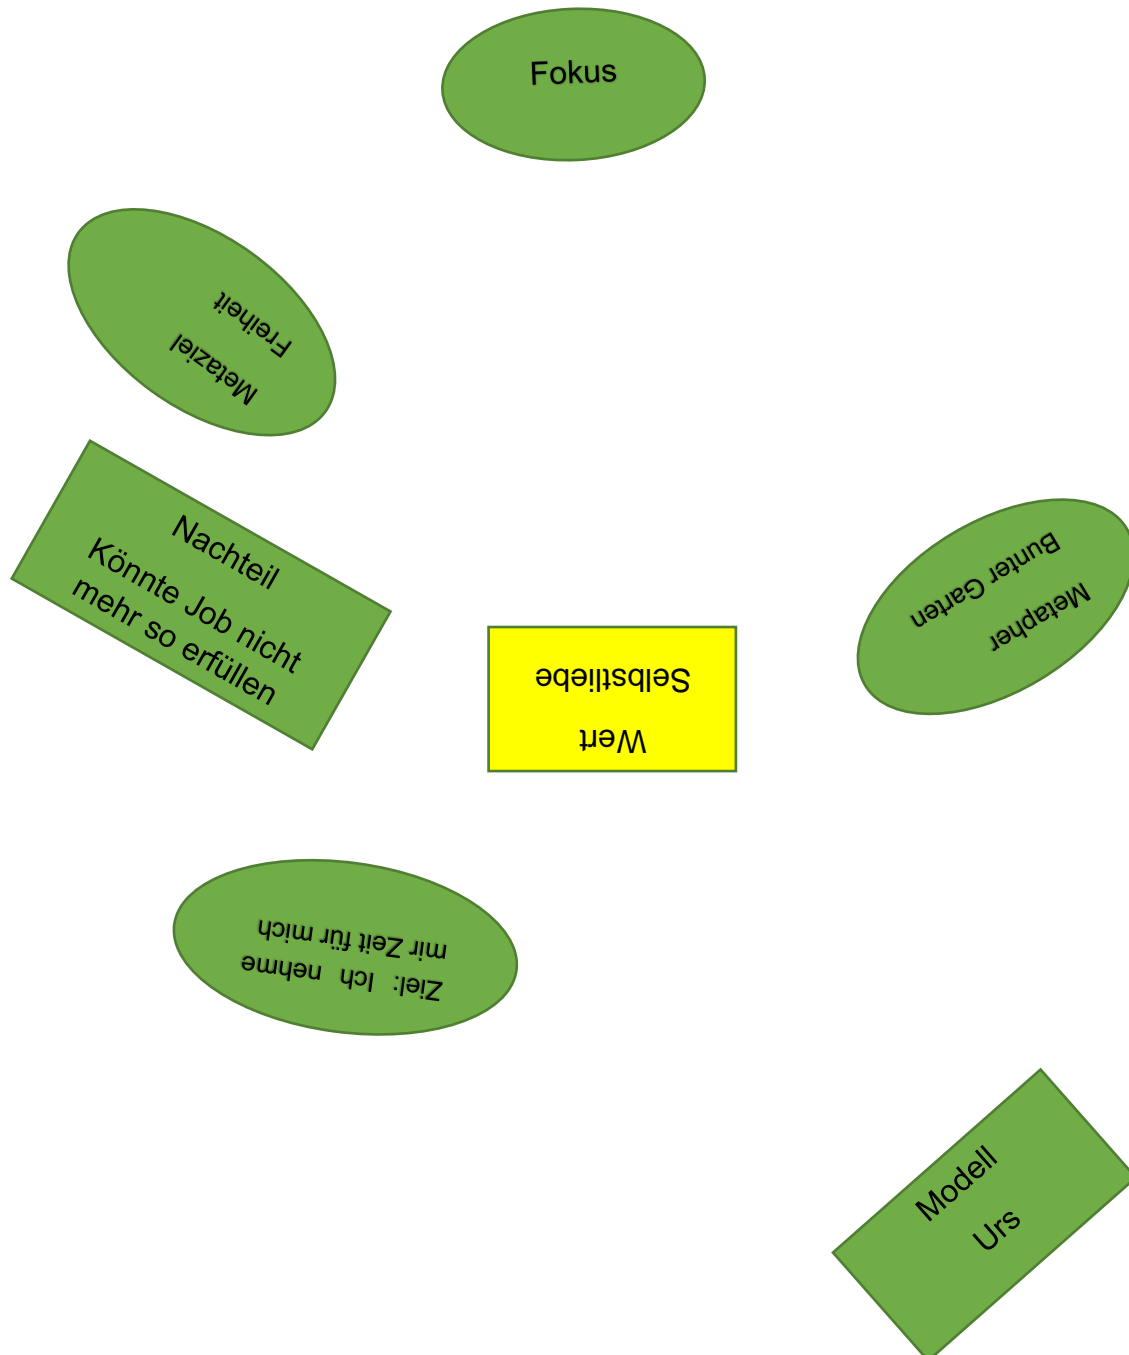 Fokus
Metaziel
Freiheit
Nachteil
Könnte Job nicht
mehr so erfüllen
Metapher
Bunter Garten
Wert
Selbstliebe
Ziel: Ich nehme
mir Zeit für mich
Modell
Urs